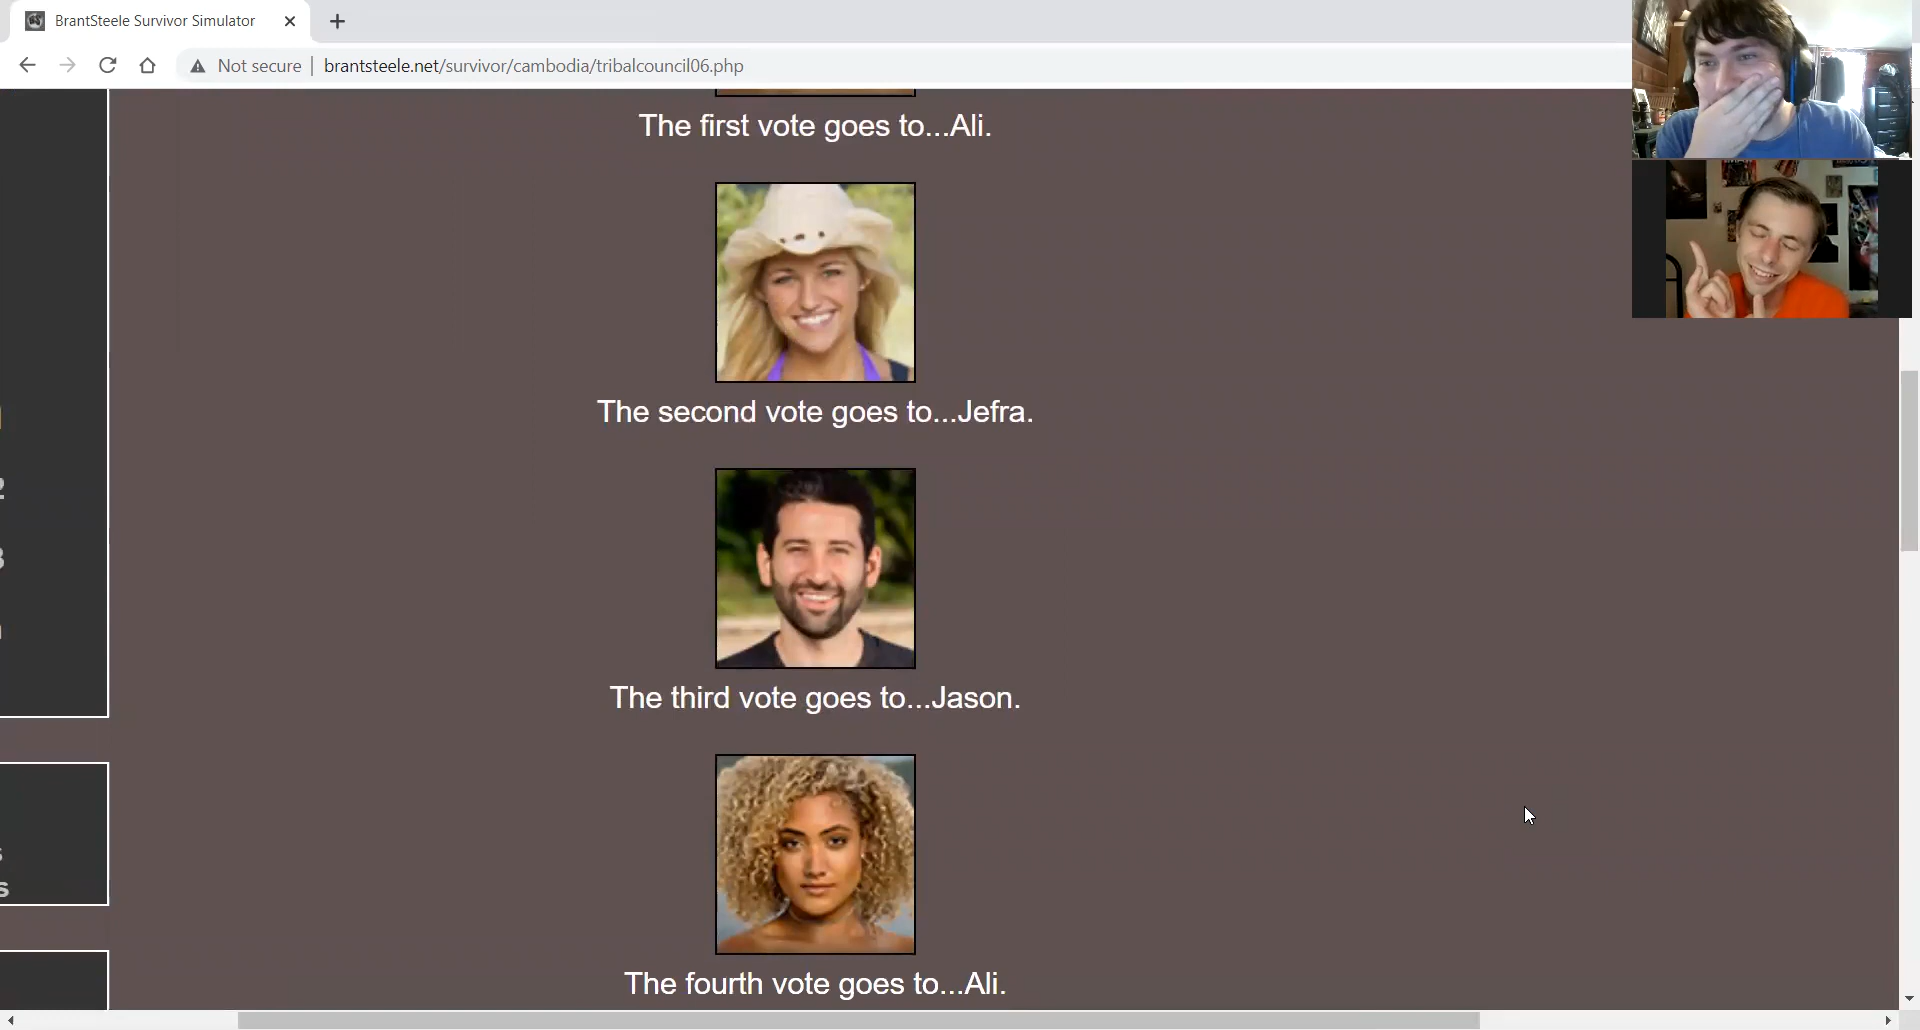 BrantSteele Survivor Simulator
Not secure
brantsteele.net/survivor/cambodia/tribalcouncil06.php
The first vote goes to...Ali.
The second vote goes to...Jefra.
The third vote goes to...Jason.
The fourth vote goes to...Ali.